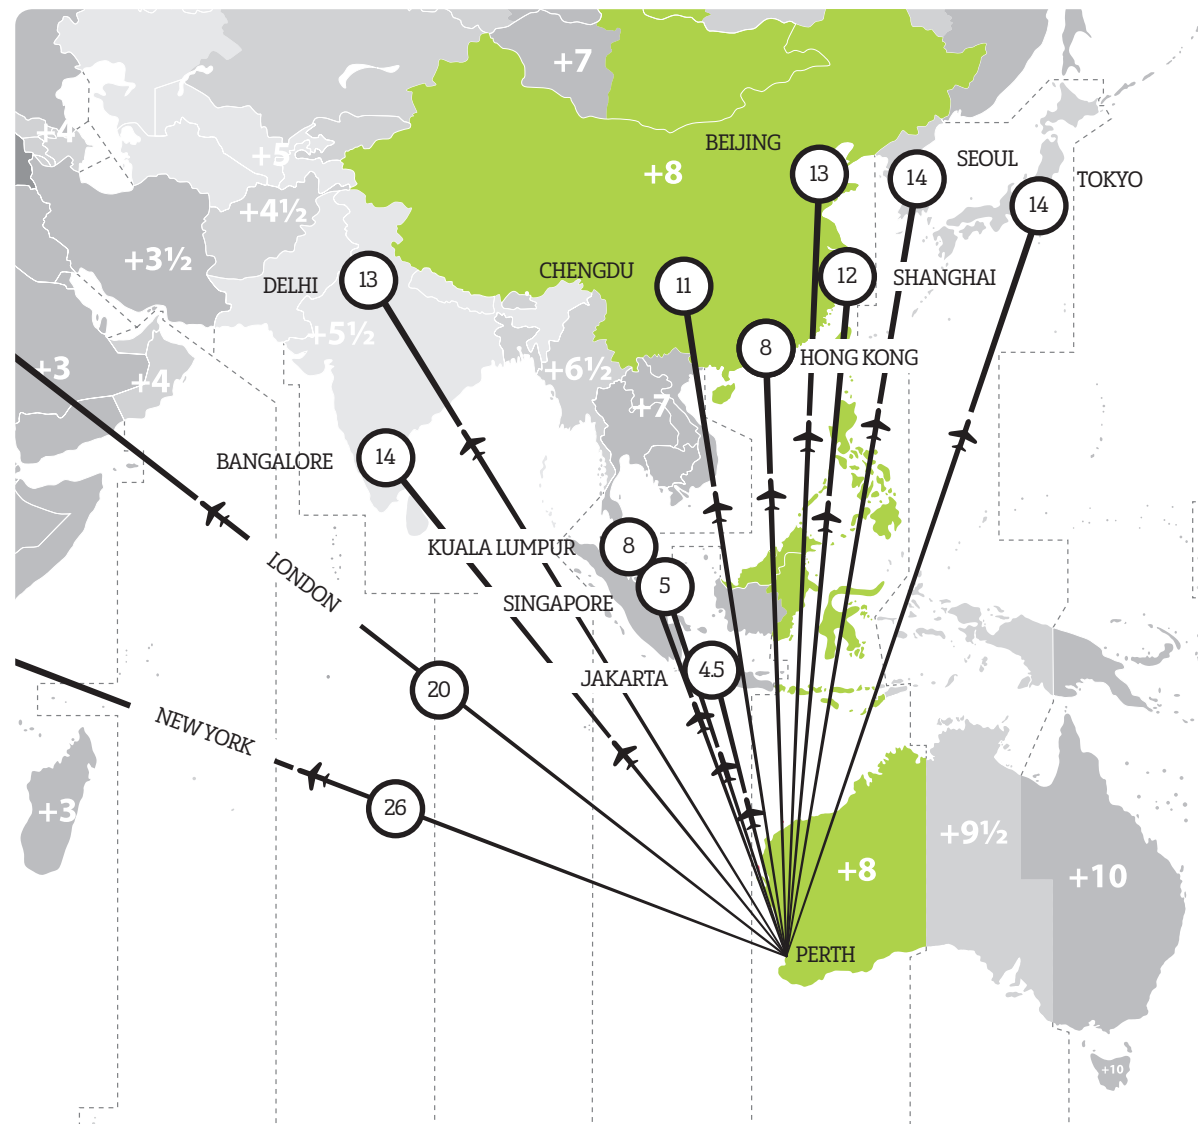 +7
+4
+8
BEIJING
13
14
SEOUL
TOKYO
14
+5
+4½
+3½
DELHI
13
CHENGDU
11
12
SHANGHAI
+5½
8
HONG KONG
+3
+4
+6½
+7
BANGALORE
14
KUALA LUMPUR
8
LONDON
SINGAPORE
5
JAKARTA
4.5
20
NEW YORK
26
+3
+8
+9½
+10
PERTH
+10